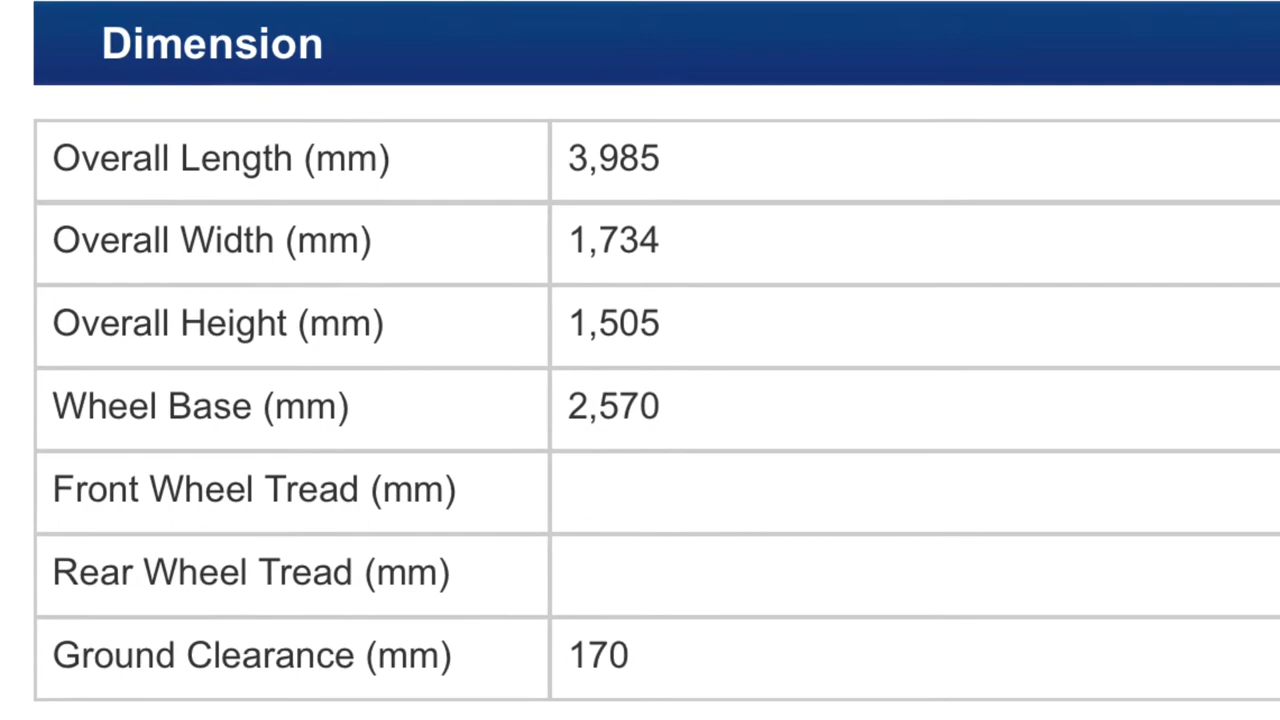 Dimension
Overall Length (mm) 3,985
Overall Width (mm) 1,734
Overall Height (mm) 1,505
Wheel Base (mm) 2,570
Front Wheel Tread (mm)
Rear Wheel Tread (mm)
Ground Clearance (mm) 170